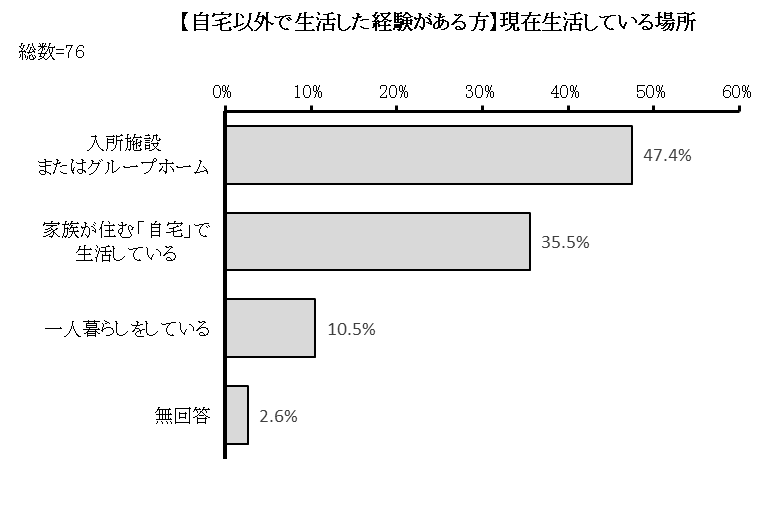 【自宅以外で生活した経験がある方】現在生活している場所
総数=76
0% 10% 20% 30% 40% 50% 60%
入所施設
またはグループホーム
47.4%
家族が住む「自宅」で
生活している
35.5%
一人暮らしをしている
10.5%
無回答
2.6%